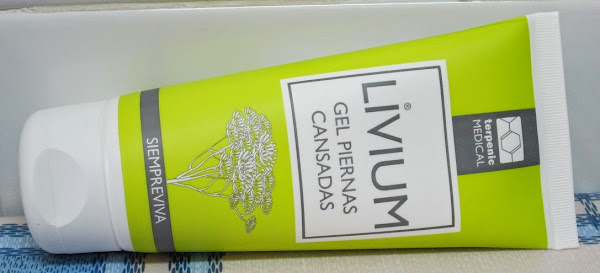 terpenic
MEDICAL
LIVIUM®
GEL PIERNAS
CANSADAS
SIEMPREVIVA